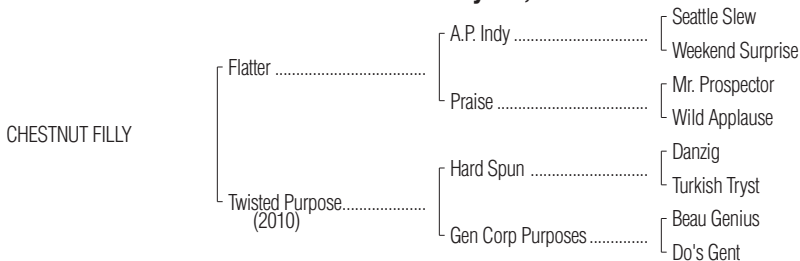 Seattle Slew
A.P. Indy ................................
Weekend Surprise
Flatter ....................................
Mr. Prospector
Praise ....................................
Wild Applause
CHESTNUT FILLY
Danzig
Hard Spun ............................
Turkish Tryst
Twisted Purpose....................
(2010)
Beau Genius
Gen Corp Purposes ..............
Do's Gent